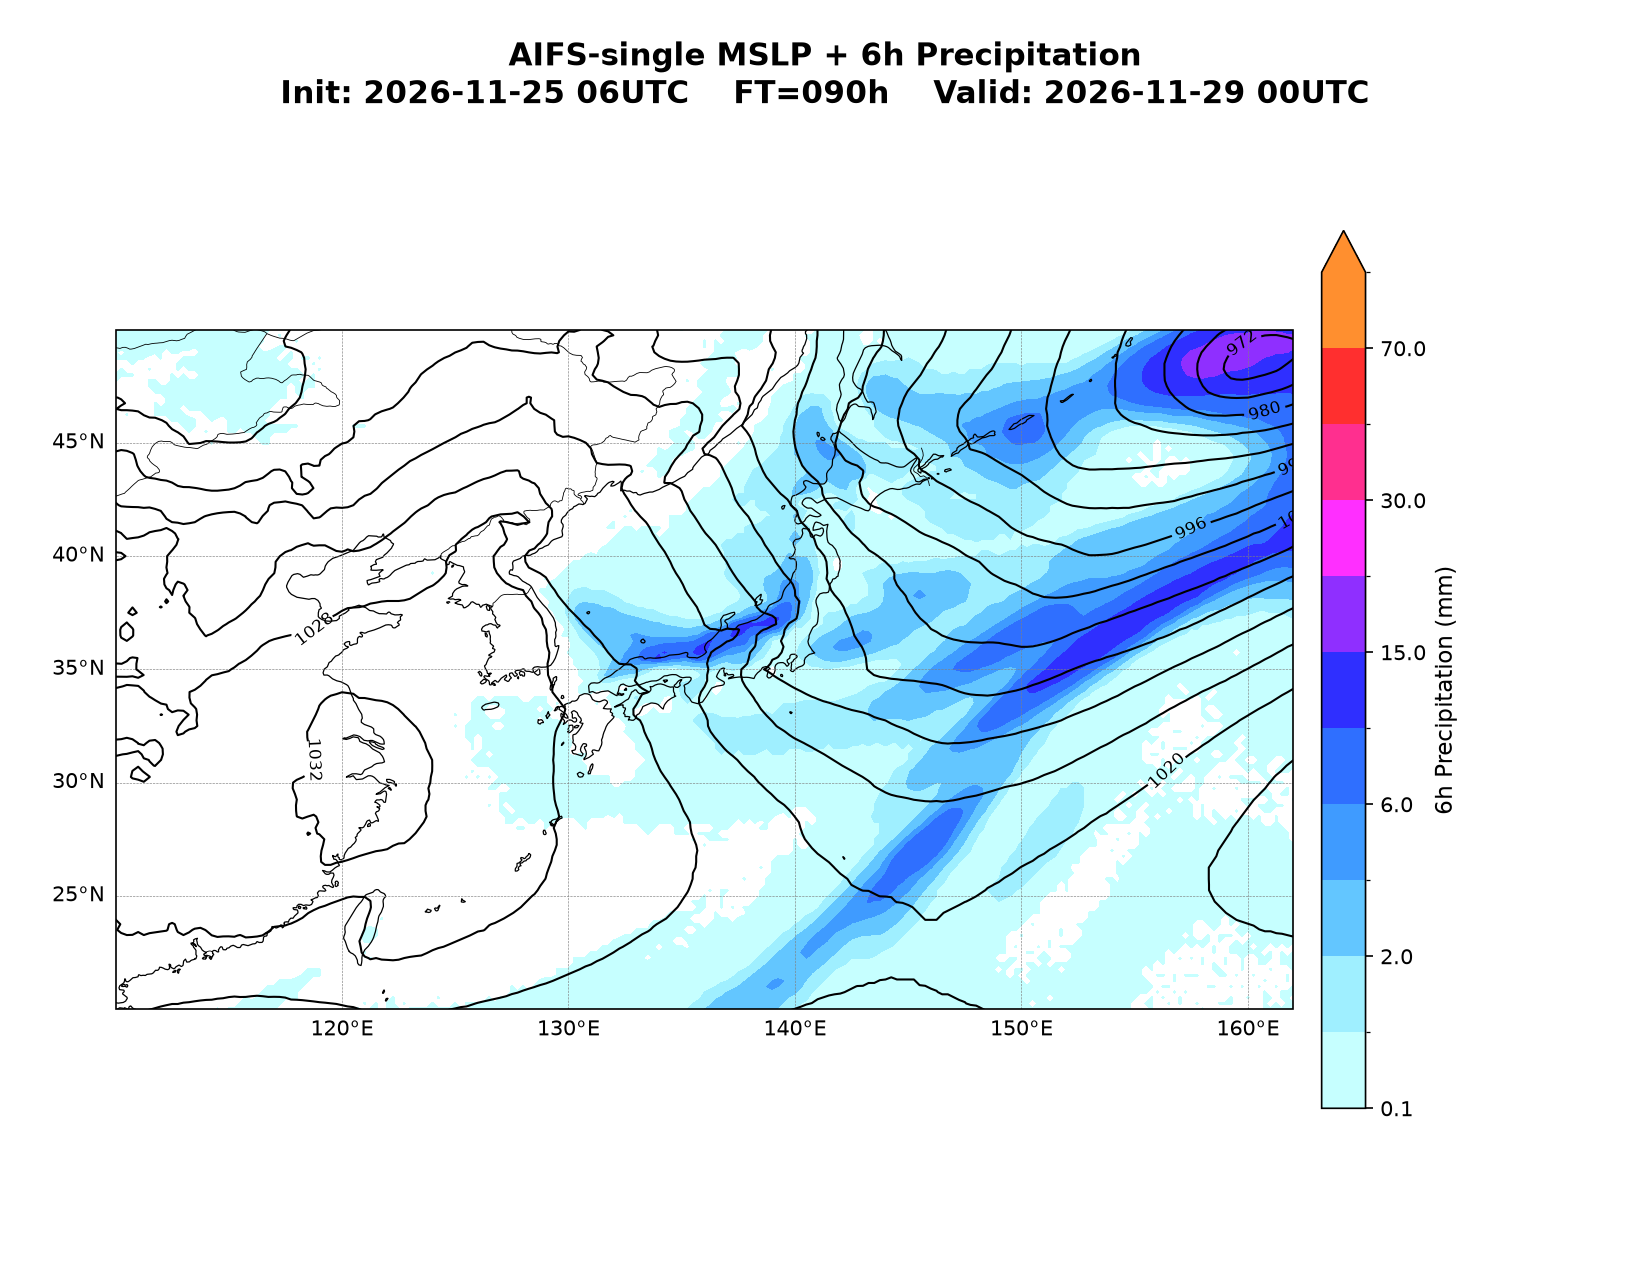 AIFS-single MSLP + 6h Precipitation
Init: 2026-11-25 06UTC    FT=090h    Valid: 2026-11-29 00UTC
972
980
996
1028
1032
1020
45°N
40°N
35°N
30°N
25°N
120°E
130°E
140°E
150°E
160°E
70.0
30.0
15.0
6.0
2.0
0.1
6h Precipitation (mm)